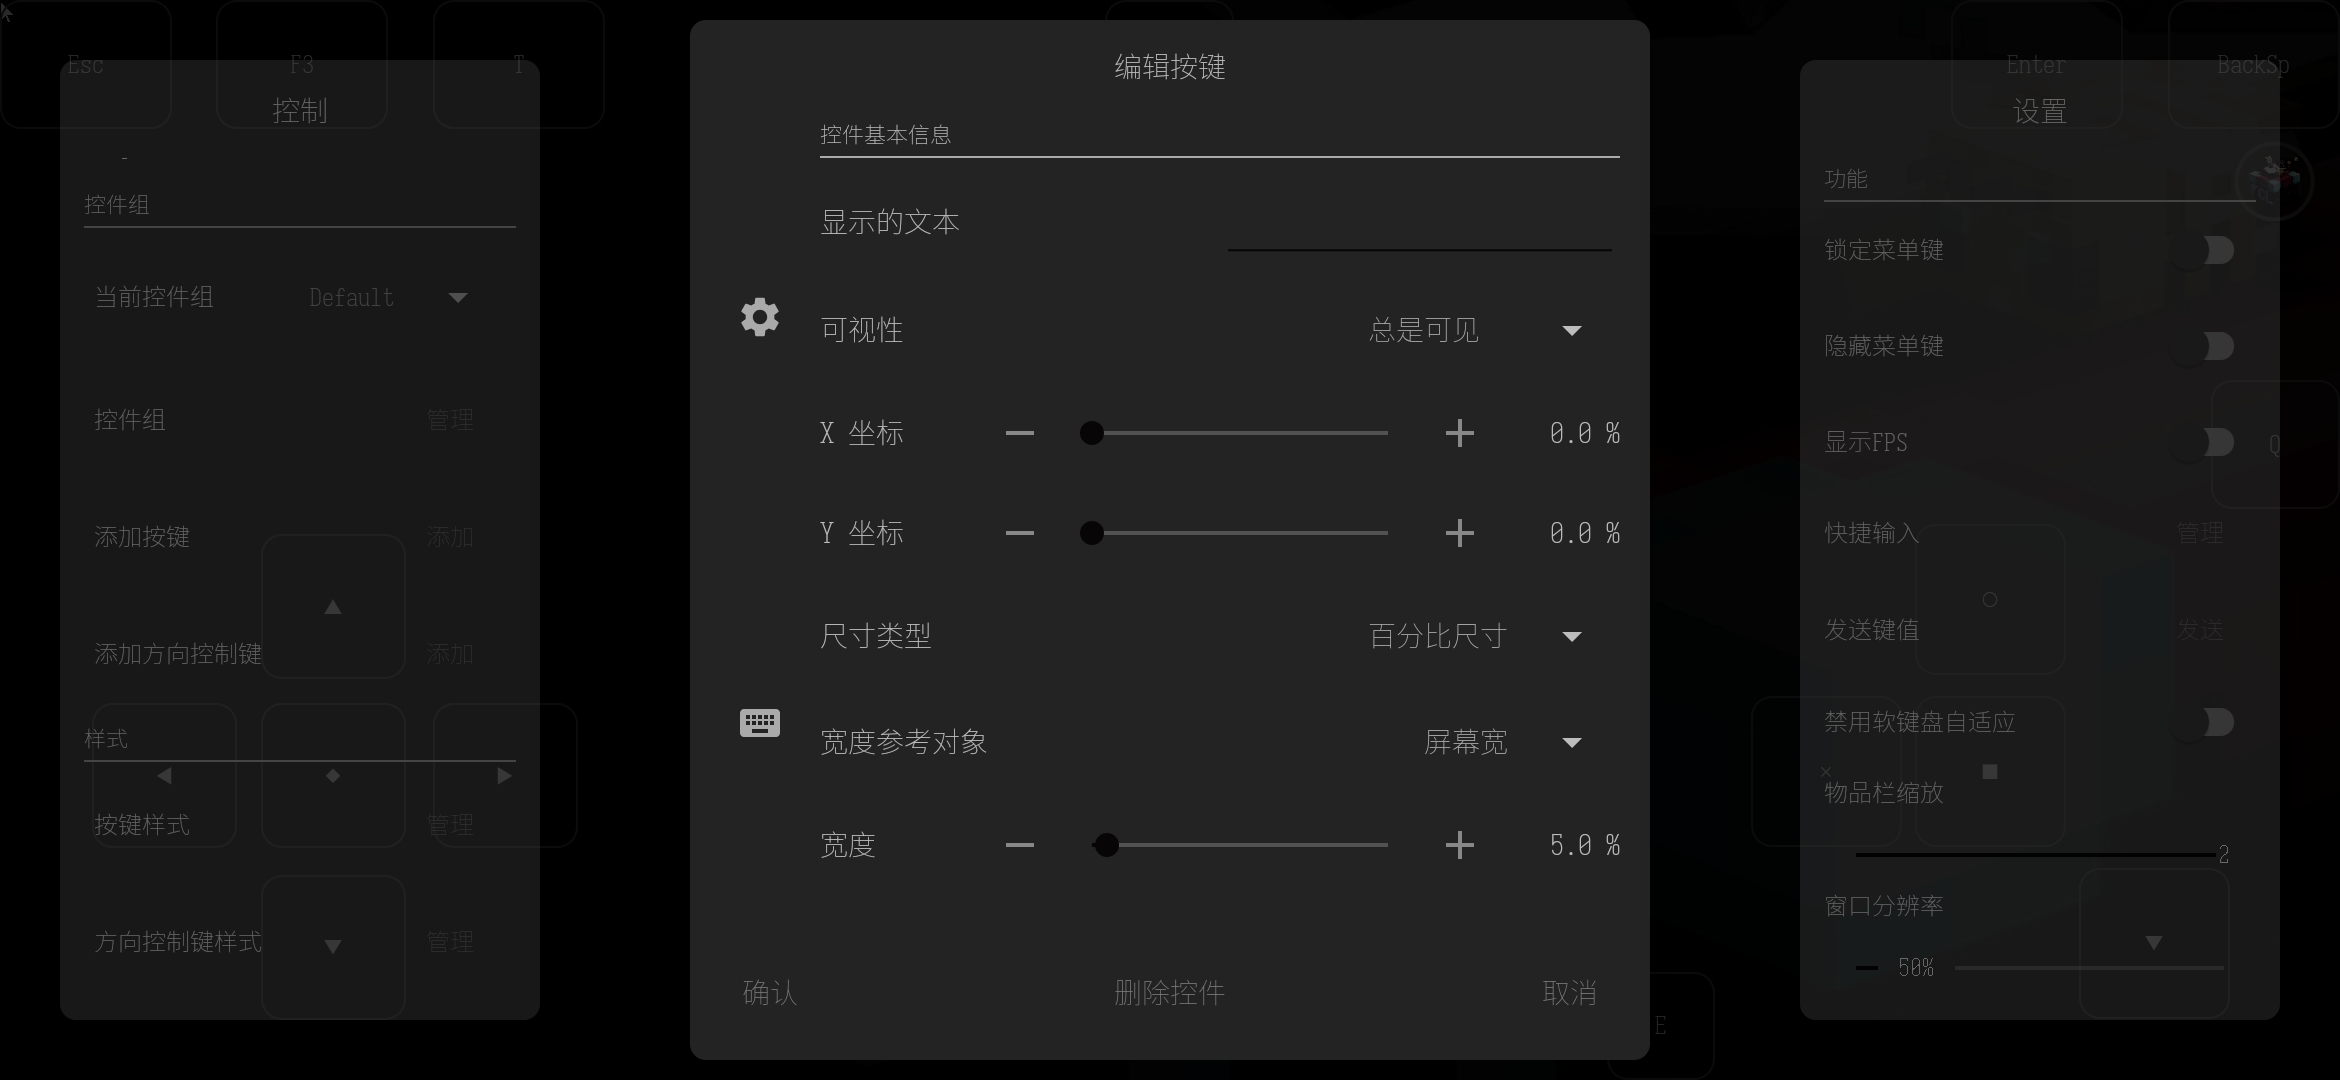 Esc
F3
T
控制
控件组
当前控件组
Default
控件组
管理
添加按键
添加
添加方向控制键
添加
样式
按键样式
管理
方向控制键样式
管理
编辑按键
控件基本信息
显示的文本
可视性
总是可见
X 坐标
0.0 %
Y 坐标
0.0 %
尺寸类型
百分比尺寸
宽度参考对象
屏幕宽
宽度
5.0 %
确认
删除控件
取消
E
Enter
BackSp
设置
功能
锁定菜单键
隐藏菜单键
显示FPS
Q
快捷输入
管理
发送键值
发送
禁用软键盘自适应
物品栏缩放
2
窗口分辨率
50%